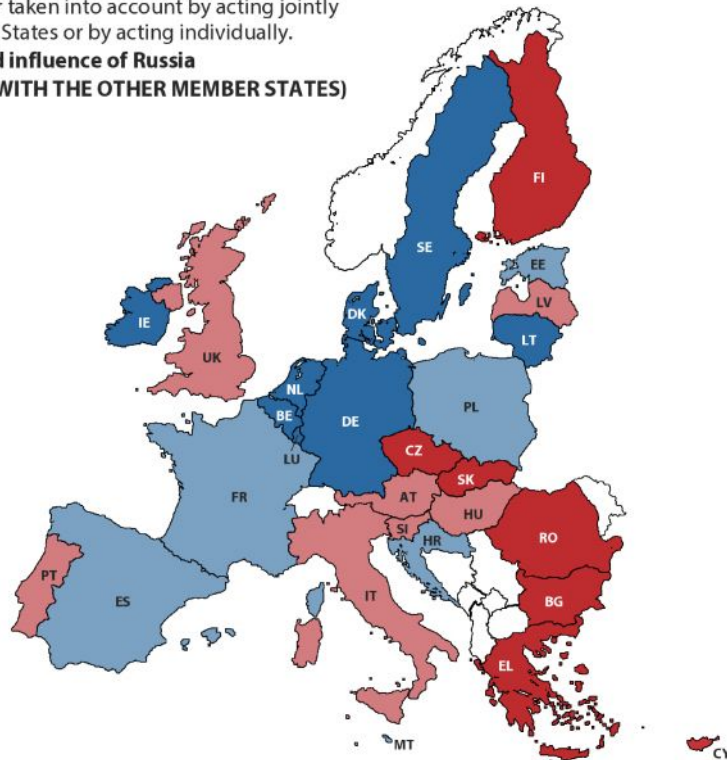 taken into account by acting jointly
States or by acting individually.
influence of Russia
WITH THE OTHER MEMBER STATES)
FI
SE
EE
LV
DK
IE
LT
UK
NL
BE
DE
PL
CZ
LU
SK
AT
FR
HU
SI
HR
RO
PT
ES
IT
BG
EL
MT
CY